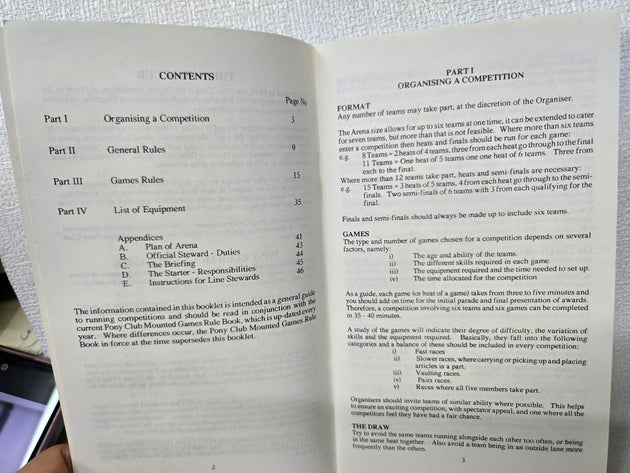 CONTENTS
Page No
Part I Organising a Competition 3
Part II General Rules 9
Part III Games Rules 15
Part IV List of Equipment 35
Appendices 41
A. Plan of Arena 43
B. Official Steward - Duties 44
C. The Briefing 45
D. The Starter - Responsibilities 46
E. Instructions for Line Stewards
The information contained in this booklet is intended as a general guide
to running competitions and should be read in conjunction with the
current Pony Club Mounted Games Rule Book, which is up-dated every
year. Where differences occur, the Pony Club Mounted Games Rule
Book in force at the time supersedes this booklet.
2
PART I
ORGANISING A COMPETITION
FORMAT
Any number of teams may take part, at the discretion of the Organiser.
The Arena size allows for up to six teams at one time, it can be extended to cater
for seven teams, but more than that is not feasible. Where more than six teams
enter a competition then heats and finals should be run for each game:
e.g. 8 Teams = 2 heats of 4 teams, three from each heat go through to the final
11 Teams = One heat of 5 teams one one heat of 6 teams. Three from
each to the final.
Where more than 12 teams take part, heats and semi-finals are necessary:
e.g. 15 Teams = 3 heats of 5 teams, 4 from each heat go through to the semi-
finals. Two semi-finals of 6 teams with 3 from each qualifying for the
final.
Finals and semi-finals should always be made up to include six teams.
GAMES
The type and number of games chosen for a competition depends on several
factors, namely:
i) The age and ability of the teams.
ii) The different skills required in each game.
iii) The equipment required and the time needed to set up.
iv) The time allocated for the competition
As a guide, each game (or heat of a game) takes from three to five minutes and
you should add on time for the initial parade and final presentation of awards.
Therefore, a competition involving six teams and six games can be completed
in 35 - 40 minutes.
A study of the games will indicate their degree of difficulty, the variation of
skills and the equipment required. Basically, they fall into the following
categories and a balance of these should be included in every competition:
i) Fast races
ii) Slower races, where carrying or picking up and placing
articles is a part.
iii) Vaulting races.
iv) Pairs races.
v) Races where all five members take part.
Organisers should invite teams of similar ability where possible. This helps
to ensure an exciting competition, with spectator appeal, and one where all the
competitors feel they have had a fair chance.
THE DRAW
Try to avoid the same teams running alongside each other too often, or being
in the same heat together. Also avoid a team being in an outside lane more
frequently than the others.
3